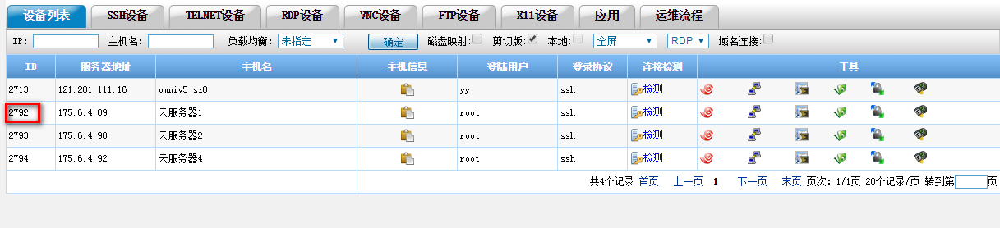 设备列表 SSH设备 TELNET设备 RDP设备 VNC设备 FTP设备 X11设备 应用 运维流程
IP: 主机名: 负载均衡: 未指定 确定 磁盘映射: 剪切版: 本地: 全屏 RDP 域名连接:
ID 服务器地址 主机名 主机信息 登陆用户 登录协议 连接检测 工具
2713 121.201.111.16 omniv5-sz8 yy ssh 检测
2792 175.6.4.89 云服务器1 root ssh 检测
2793 175.6.4.90 云服务器2 root ssh 检测
2794 175.6.4.92 云服务器4 root ssh 检测
共4个记录 首页 上一页 1 下一页 末页 页次: 1/1页 20个记录/页 转到第 页